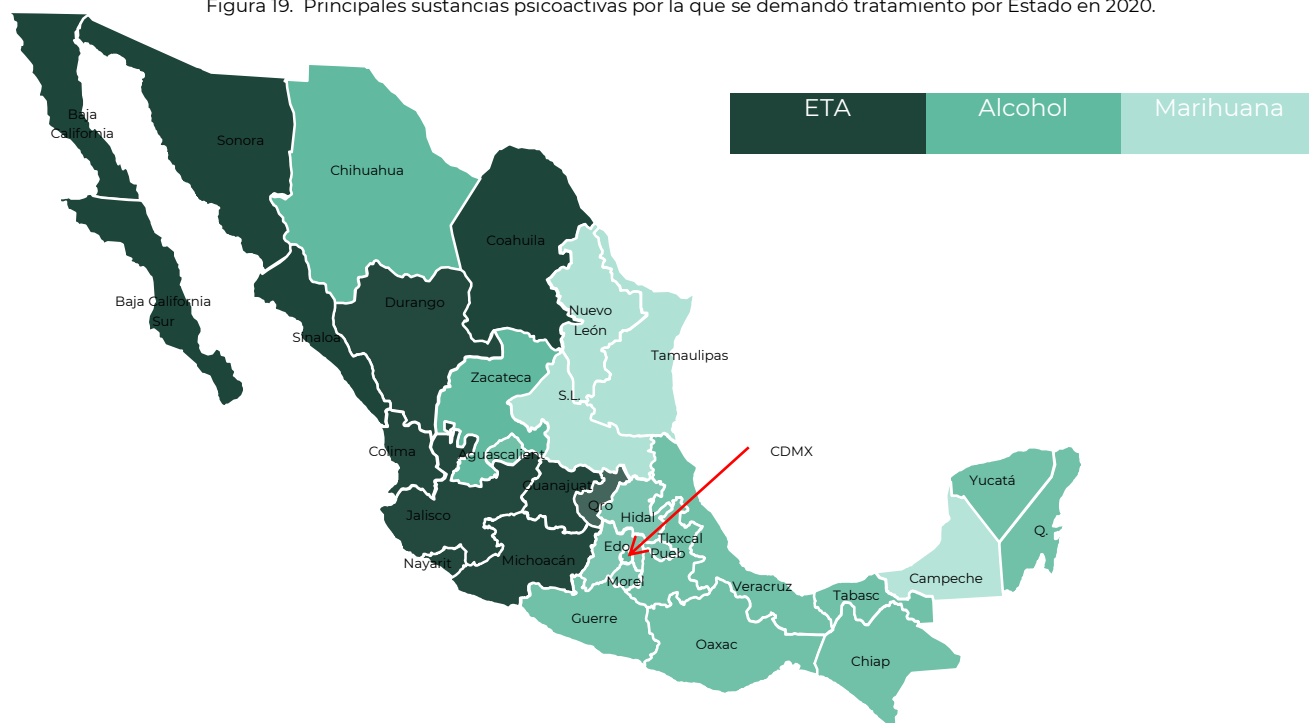 Figura 19. Principales sustancias psicoactivas por la que se demandó tratamiento por Estado en 2020.
ETA
Alcohol
Marihuana
Baja
California
Sonora
Chihuahua
Coahuila
Baja California
Sur
Sinaloa
Durango
Nuevo
León
Tamaulipas
Zacateca
S.L.
Colima
Aguascalient
CDMX
Guanajuat
Qro
Jalisco
Hidal
Yucatá
Q.
Nayarit
Michoacán
Edo
Tlaxcal
Pueb
Morel
Veracruz
Tabasc
Campeche
Guerre
Oaxac
Chiap